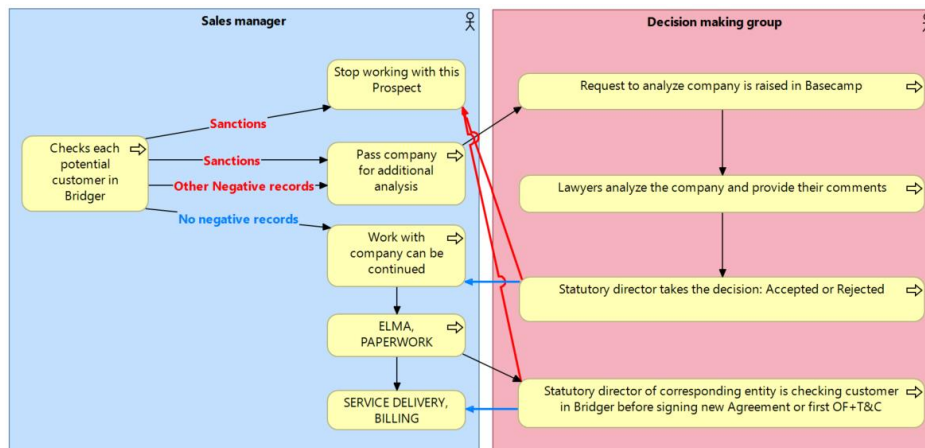 Sales manager
Decision making group
Stop working with this
Prospect
Request to analyze company is raised in Basecamp
Sanctions
Checks each
potential
customer in
Bridger
Sanctions
Pass company
for additional
analysis
Other Negative records
Lawyers analyze the company and provide their comments
No negative records
Work with
company can be
continued
Statutory director takes the decision: Accepted or Rejected
ELMA,
PAPERWORK
SERVICE DELIVERY,
BILLING
Statutory director of corresponding entity is checking customer
in Bridger before signing new Agreement or first OF+T&C